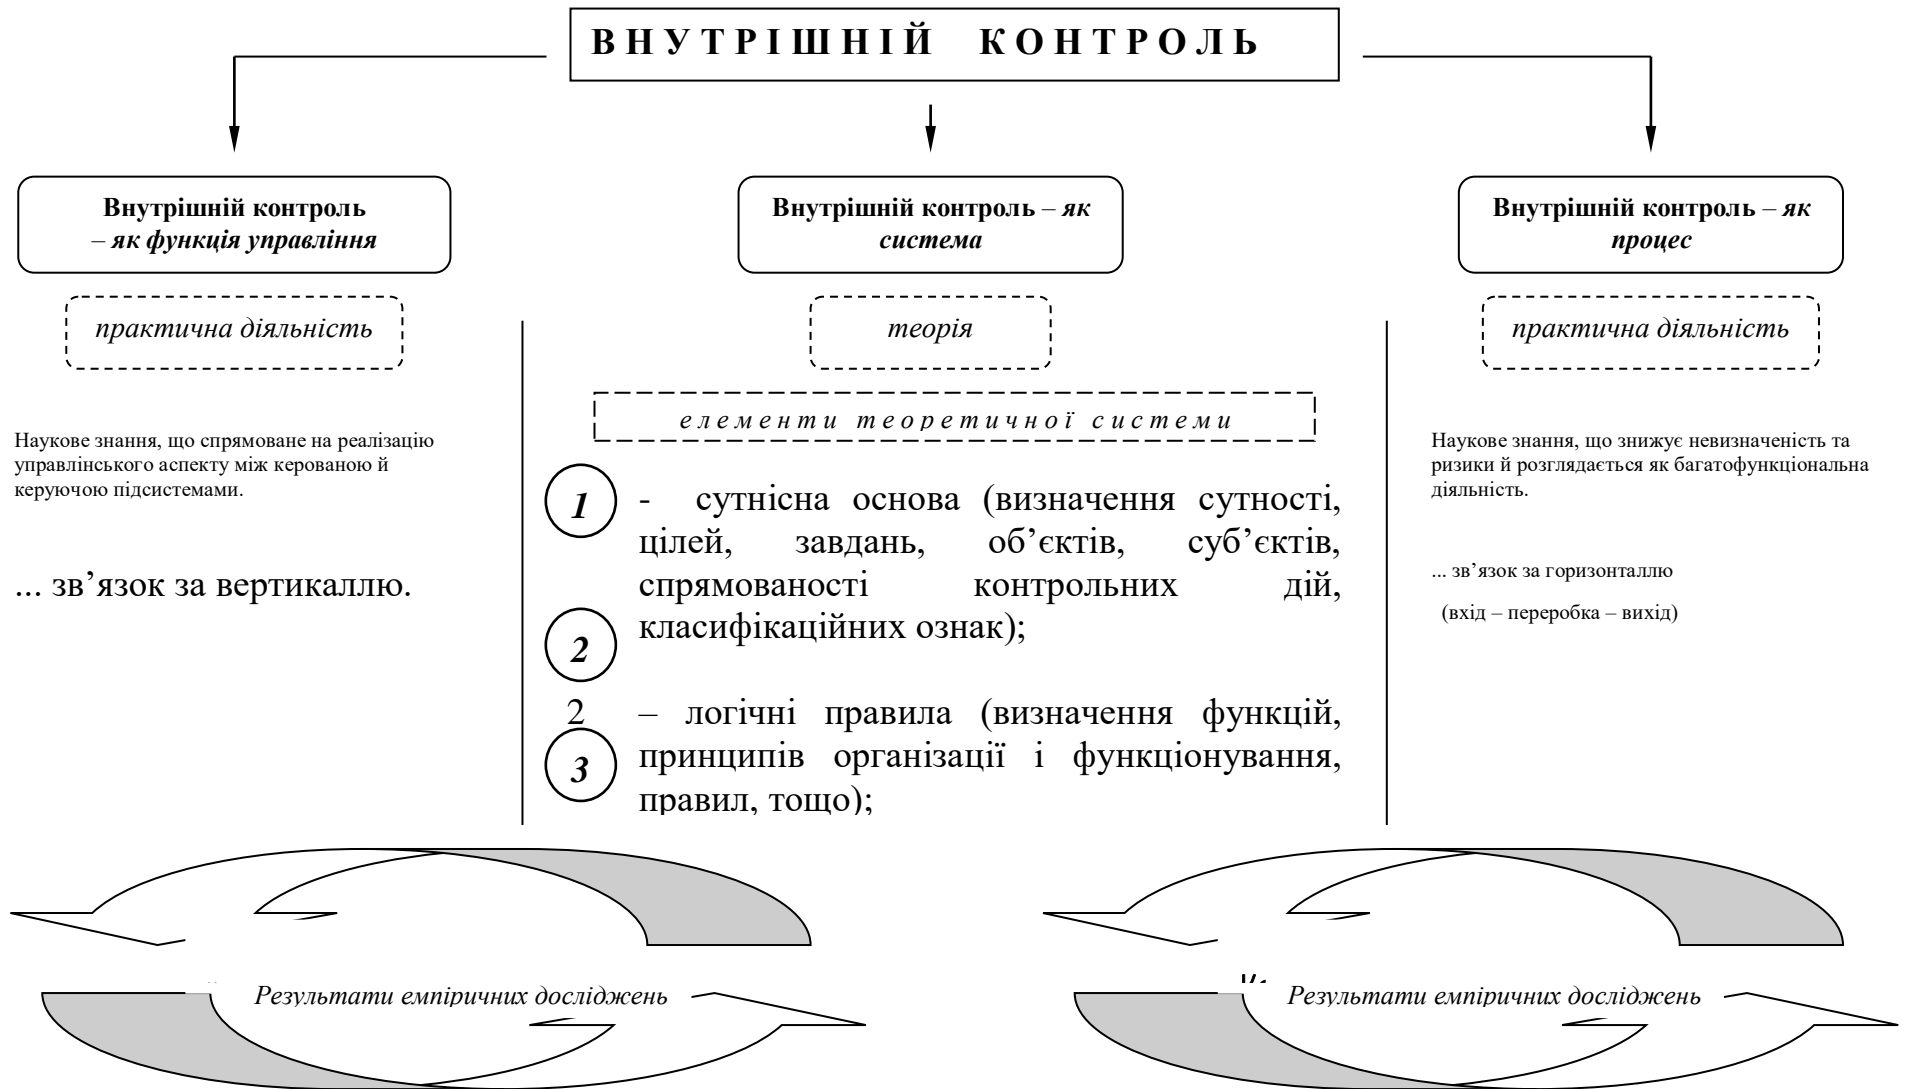 ВНУТРІШНІЙ КОНТРОЛЬ
Внутрішній контроль
– як функція управління
практична діяльність
Наукове знання, що спрямоване на реалізацію
управлінського аспекту між керованою й
керуючою підсистемами.
... зв’язок за вертикаллю.
Внутрішній контроль – як
система
теорія
елементи теоретичної системи
1
- сутнісна основа (визначення сутності,
цілей, завдань, об’єктів, суб’єктів,
спрямованості контрольних дій,
класифікаційних ознак);
2
2 – логічні правила (визначення функцій,
3
принципів організації і функціонування,
правил, тощо);
Внутрішній контроль – як
процес
практична діяльність
Наукове знання, що знижує невизначеність та
ризики й розглядається як багатофункціональна
діяльність.
... зв’язок за горизонталлю
(вхід – переробка – вихід)
Результати емпіричних досліджень
Результати емпіричних досліджень